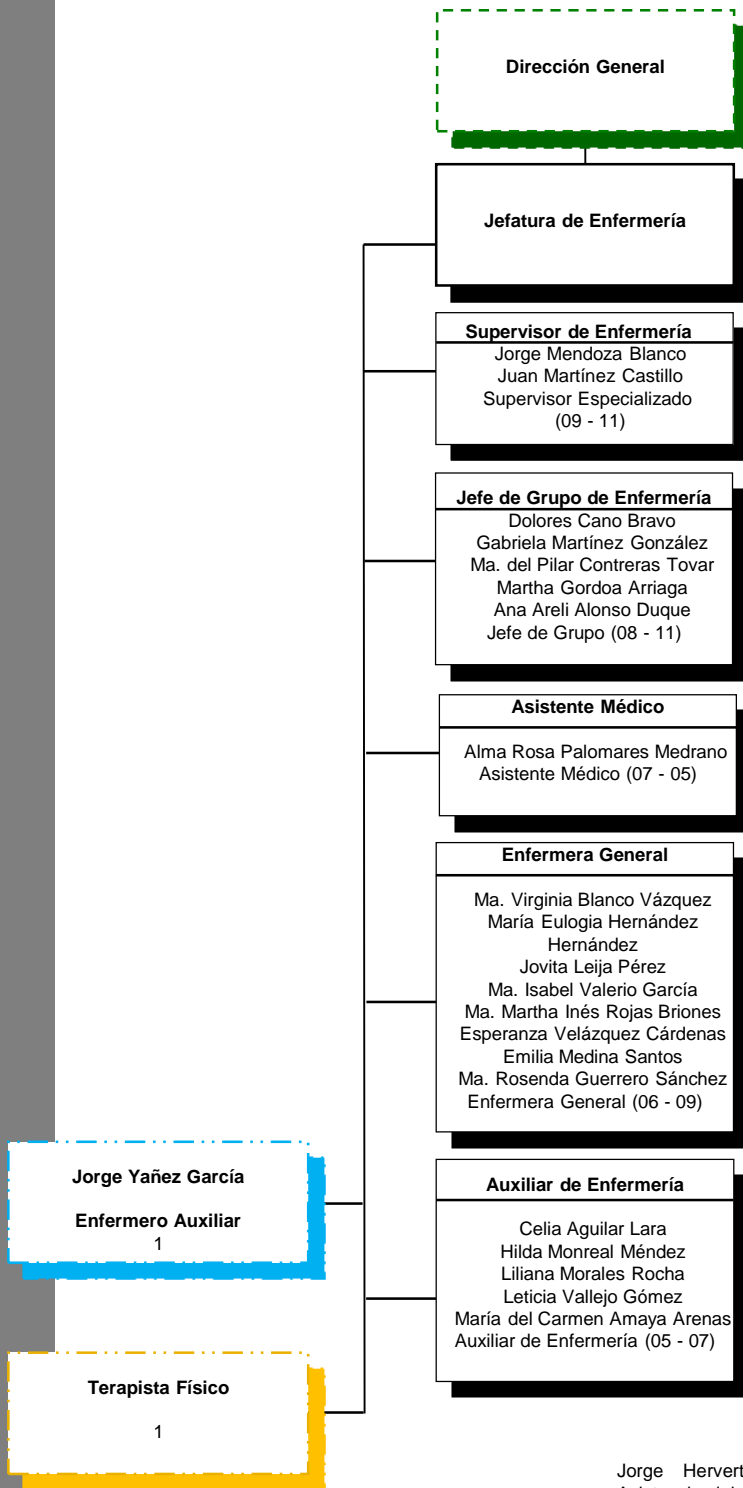 Dirección General
Jefatura de Enfermería
Supervisor de Enfermería
Jorge Mendoza Blanco
Juan Martínez Castillo
Supervisor Especializado
(09 - 11)
Jefe de Grupo de Enfermería
Dolores Cano Bravo
Gabriela Martínez González
Ma. del Pilar Contreras Tovar
Martha Gordoa Arriaga
Ana Areli Alonso Duque
Jefe de Grupo (08 - 11)
Asistente Médico
Alma Rosa Palomares Medrano
Asistente Médico (07 - 05)
Enfermera General
Ma. Virginia Blanco Vázquez
María Eulogia Hernández
Hernández
Jovita Leija Pérez
Ma. Isabel Valerio García
Ma. Martha Inés Rojas Briones
Esperanza Velázquez Cárdenas
Emilia Medina Santos
Ma. Rosenda Guerrero Sánchez
Enfermera General (06 - 09)
Jorge Yañez García
Enfermero Auxiliar
1
Auxiliar de Enfermería
Celia Aguilar Lara
Hilda Monreal Méndez
Liliana Morales Rocha
Leticia Vallejo Gómez
María del Carmen Amaya Arenas
Auxiliar de Enfermería (05 - 07)
Terapista Físico
1
Jorge Hervert